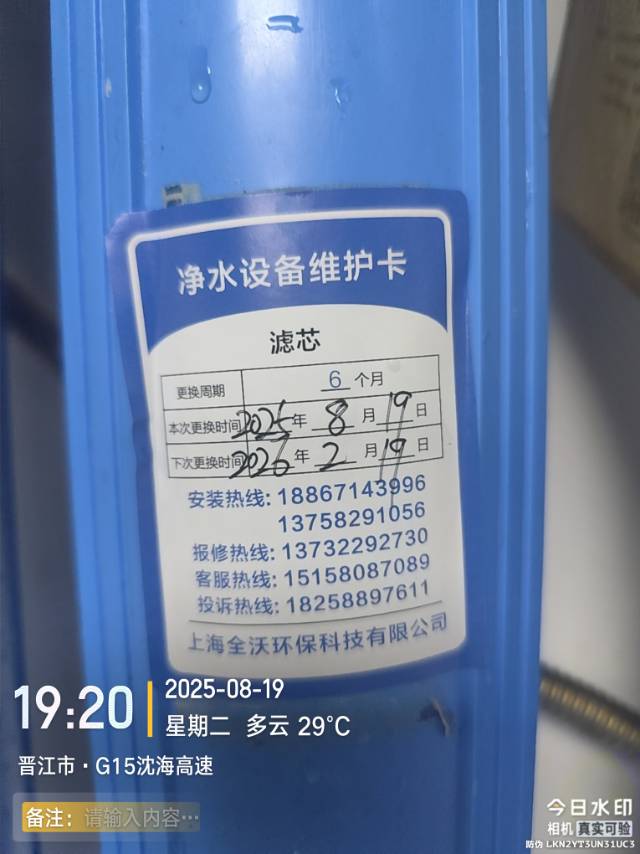 净水设备维护卡
滤芯
更换周期 6 个月
本次更换时间 2025 年 8 月 19 日
下次更换时间 2026 年 2 月 19 日
安装热线: 18867143996
13758291056
报修热线: 13732292730
客服热线: 15158087089
投诉热线: 18258897611
上海全沃环保科技有限公司
19:20
2025-08-19
星期二 多云 29°C
晋江市·G15沈海高速
备注: 请输入内容…
今日水印
相机 真实可验
防伪 LKN2YT3UN31UC3